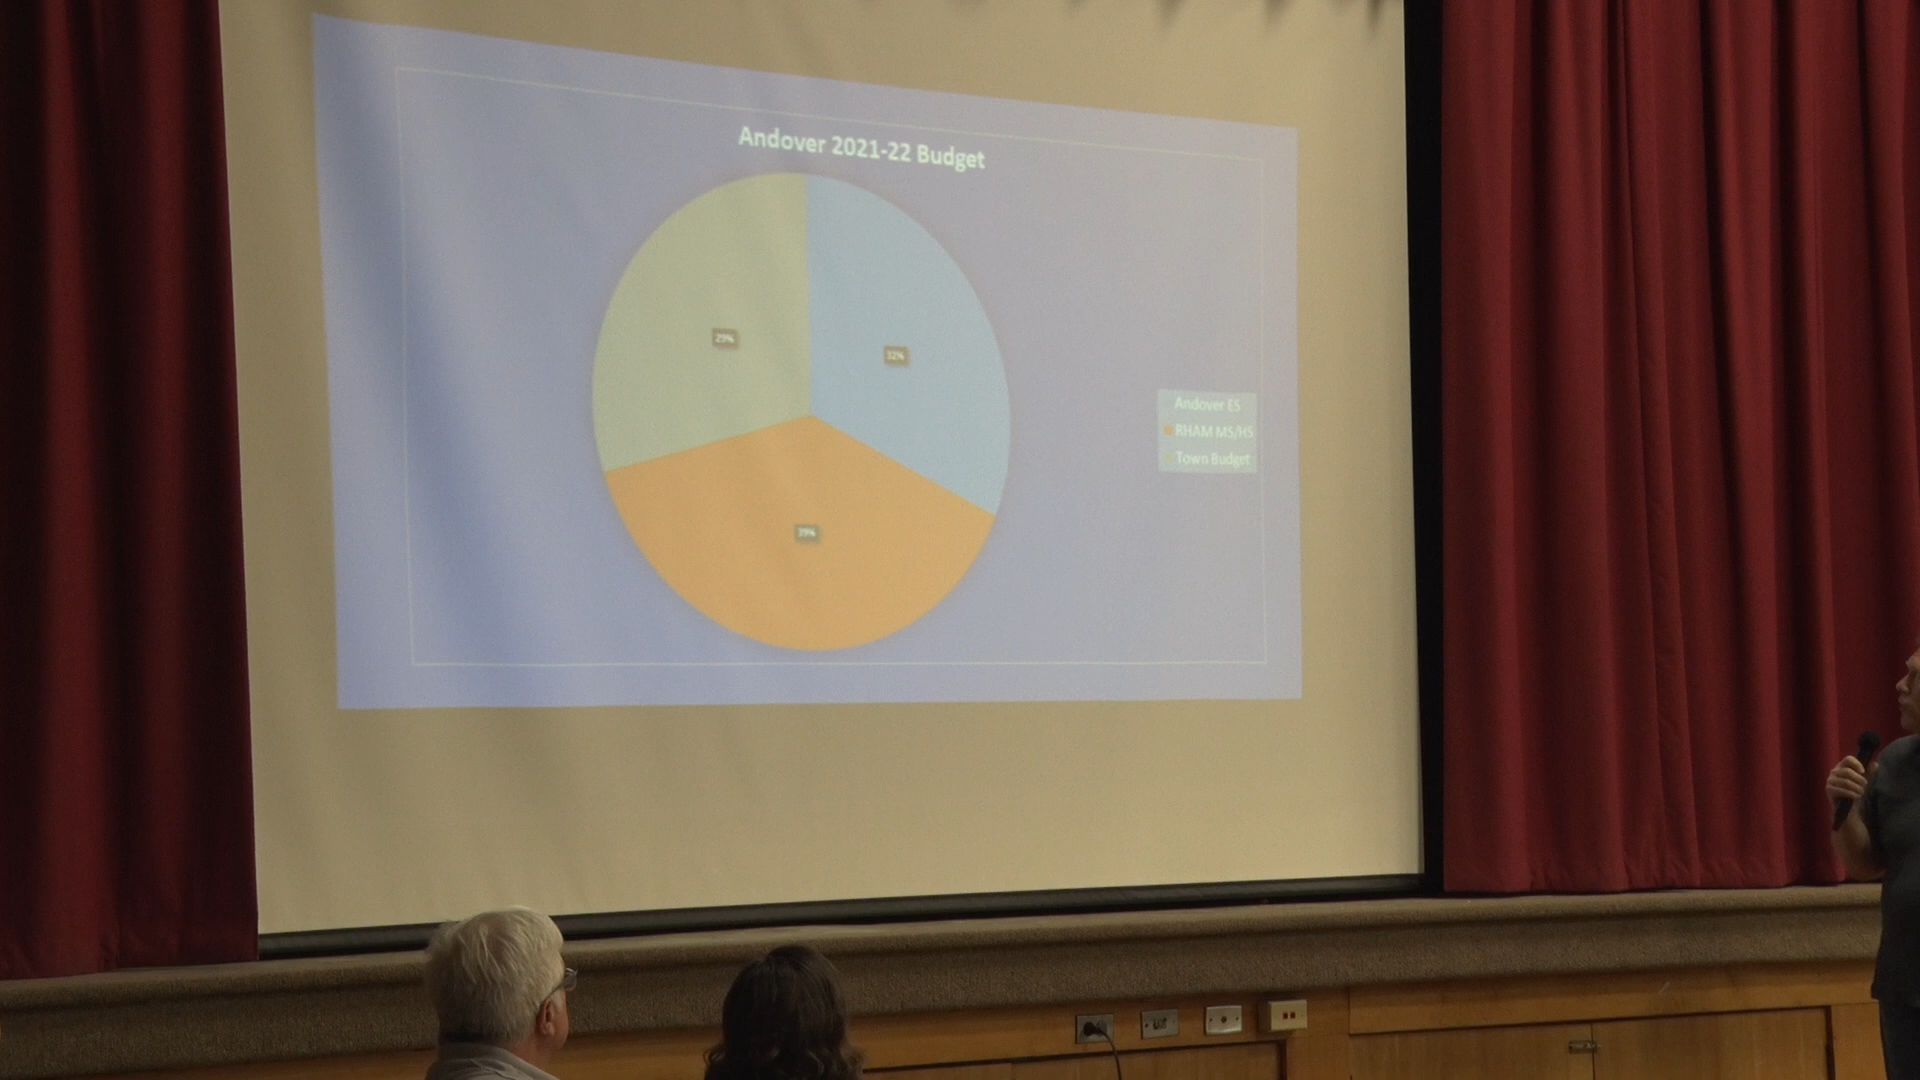 Andover 2021-22 Budget
29%
32%
39%
Andover ES
RHAM MS/HS
Town Budget